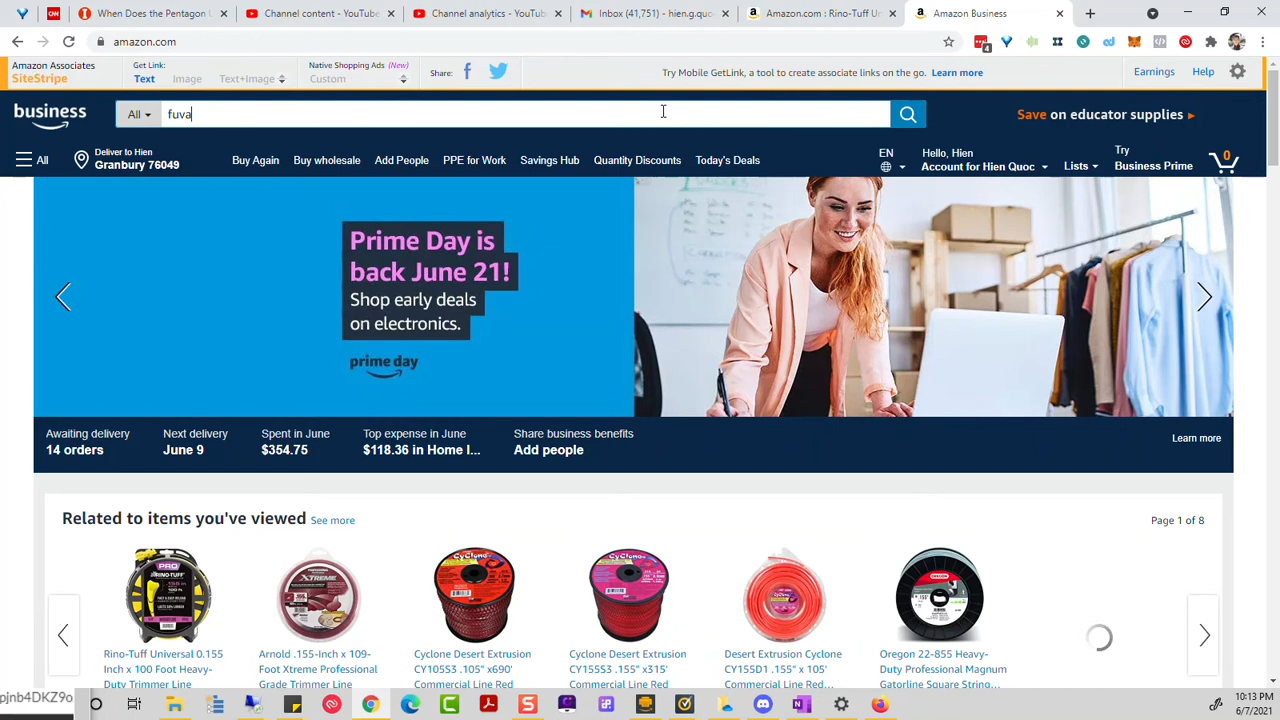 When Does the Pentagon U
Channel content - YouTube
Channel analytics - YouTube
Inbox (41,751) - hien.g.quoc
Amazon.com : Rino-Tuff Uni
Amazon Business
amazon.com
4
Amazon Associates
SiteStripe
Get Link:
Text
Image
Text+Image
Native Shopping Ads (New)
Custom
Share:
Try Mobile GetLink, a tool to create associate links on the go. Learn more
Earnings
Help
business
All
fuva
Save on educator supplies ▸
All
Deliver to Hien
Granbury 76049
Buy Again
Buy wholesale
Add People
PPE for Work
Savings Hub
Quantity Discounts
Today's Deals
EN
Hello, Hien
Account for Hien Quoc
Lists
Try
Business Prime
0
Prime Day is
back June 21!
Shop early deals
on electronics.
prime day
Awaiting delivery
14 orders
Next delivery
June 9
Spent in June
$354.75
Top expense in June
$118.36 in Home I...
Share business benefits
Add people
Learn more
Related to items you've viewed See more
Page 1 of 8
Rino-Tuff Universal 0.155
Inch x 100 Foot Heavy-
Duty Trimmer Line
Arnold .155-Inch x 109-
Foot Xtreme Professional
Grade Trimmer Line
Cyclone Desert Extrusion
CY105S3 .105" x690'
Commercial Line Red
Cyclone Desert Extrusion
CY155S3 .155" x315'
Commercial Line Red
Desert Extrusion Cyclone
CY155D1 .155" x 105'
Commercial Line Red
Oregon 22-855 Heavy-
Duty Professional Magnum
Gatorline Square String...
pjnb4DKZ9o
10:13 PM
6/7/2021